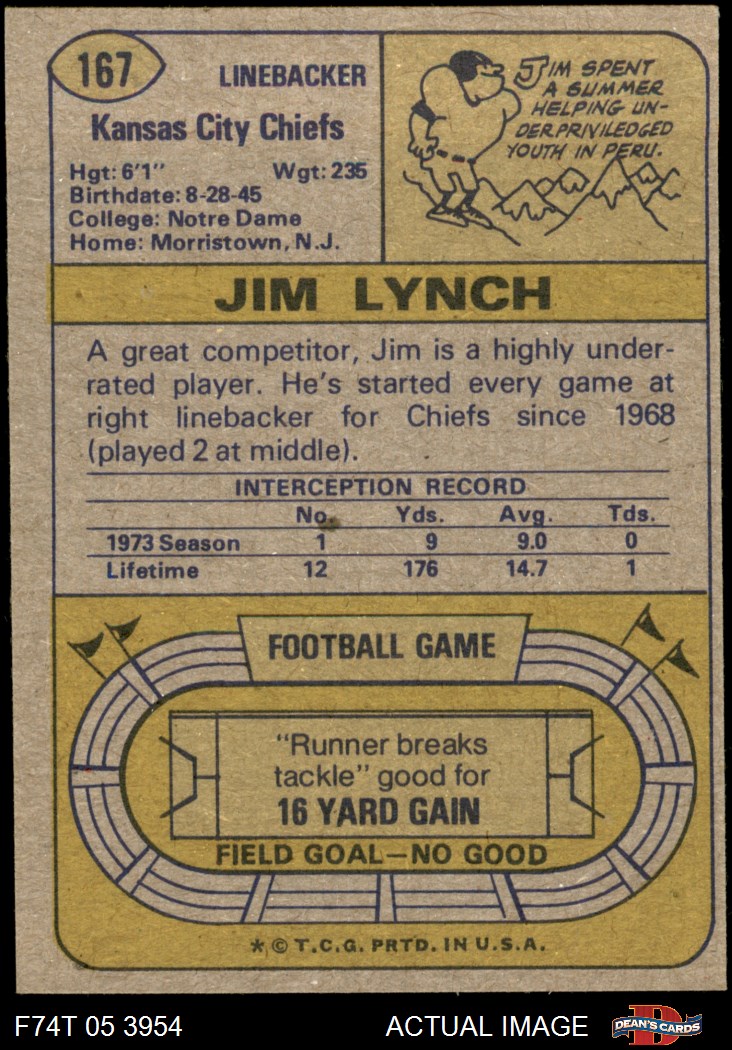 167
LINEBACKER
Kansas City Chiefs
Hgt: 6'1" Wgt: 235
Birthdate: 8-28-45
College: Notre Dame
Home: Morristown, N.J.
JIM SPENT
A SUMMER
HELPING UN-
DERPRIVILEDGED
YOUTH IN PERU.
JIM LYNCH
A great competitor, Jim is a highly under-
rated player. He's started every game at
right linebacker for Chiefs since 1968
(played 2 at middle).
INTERCEPTION RECORD
No. Yds. Avg. Tds.
1973 Season 1 9 9.0 0
Lifetime 12 176 14.7 1
FOOTBALL GAME
"Runner breaks
tackle" good for
16 YARD GAIN
FIELD GOAL—NO GOOD
* © T.C.G. PRTD. IN U.S.A.
F74T 05 3954 ACTUAL IMAGE D DEAN'S CARDS